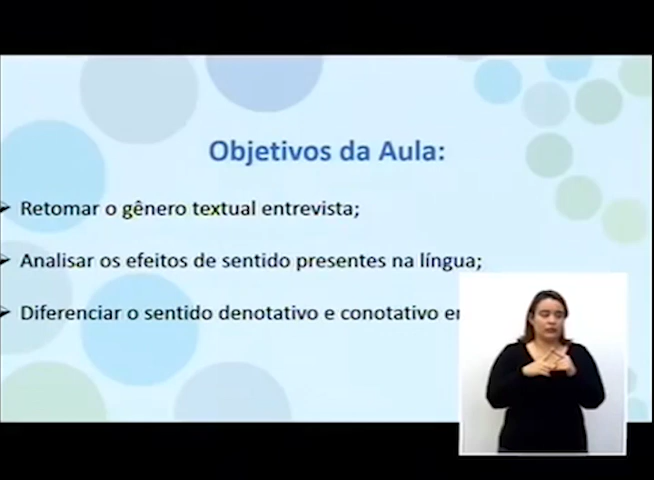 Objetivos da Aula:
Retomar o gênero textual entrevista;
Analisar os efeitos de sentido presentes na língua;
Diferenciar o sentido denotativo e conotativo